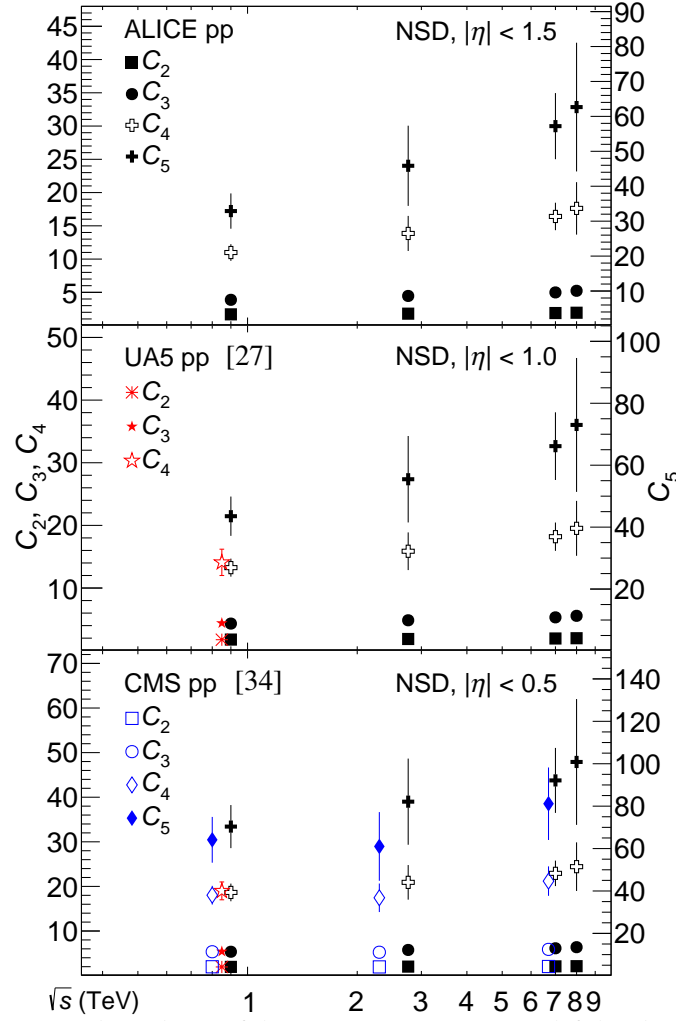 ALICE pp NSD, |η| < 1.5
C2
C3
C4
C5
45
40
35
30
25
20
15
10
5
90
80
70
60
50
40
30
20
10
UA5 pp [27] NSD, |η| < 1.0
C2
C3
C4
50
40
30
20
10
100
80
60
40
20
C2, C3, C4
C5
CMS pp [34] NSD, |η| < 0.5
C2
C3
C4
C5
70
60
50
40
30
20
10
140
120
100
80
60
40
20
√s (TeV) 1 2 3 4 5 6 7 8 9